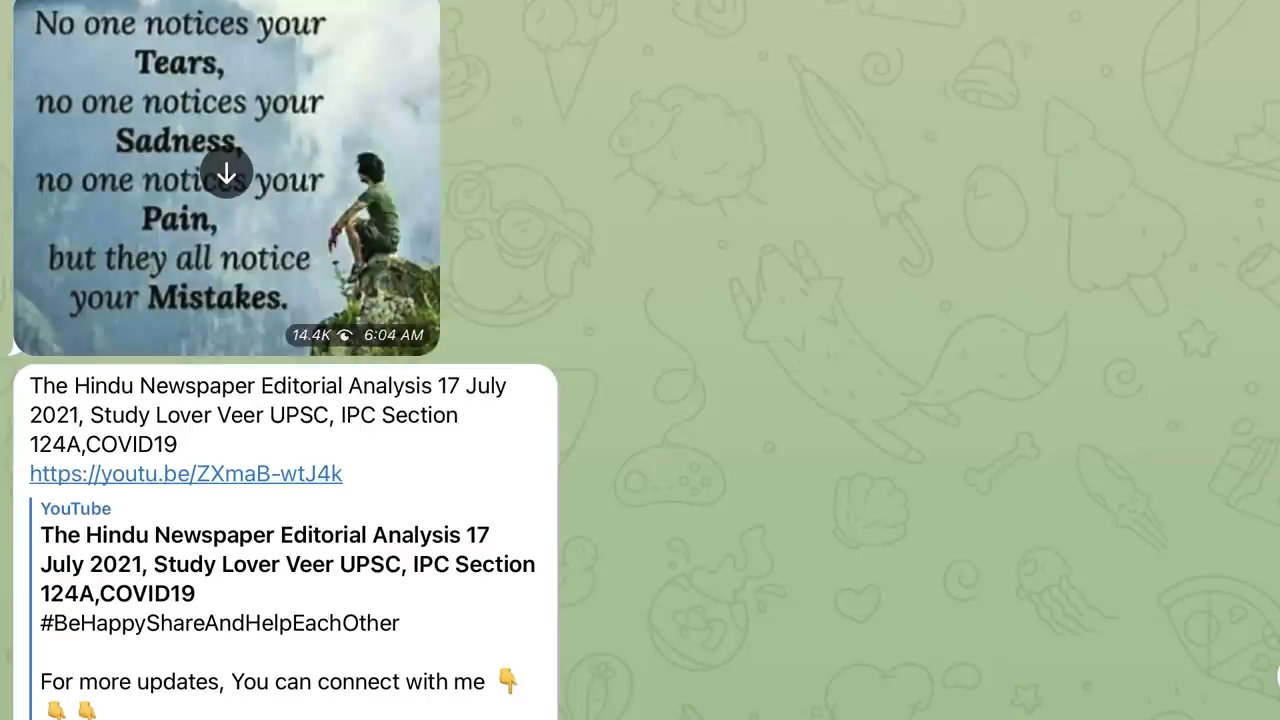 No one notices your
Tears,
no one notices your
Sadness,
no one notices your
Pain,
but they all notice
your Mistakes.
14.4K 6:04 AM
The Hindu Newspaper Editorial Analysis 17 July
2021, Study Lover Veer UPSC, IPC Section
124A,COVID19
https://youtu.be/ZXmaB-wtJ4k
YouTube
The Hindu Newspaper Editorial Analysis 17
July 2021, Study Lover Veer UPSC, IPC Section
124A,COVID19
#BeHappyShareAndHelpEachOther
For more updates, You can connect with me 👇
👇👇